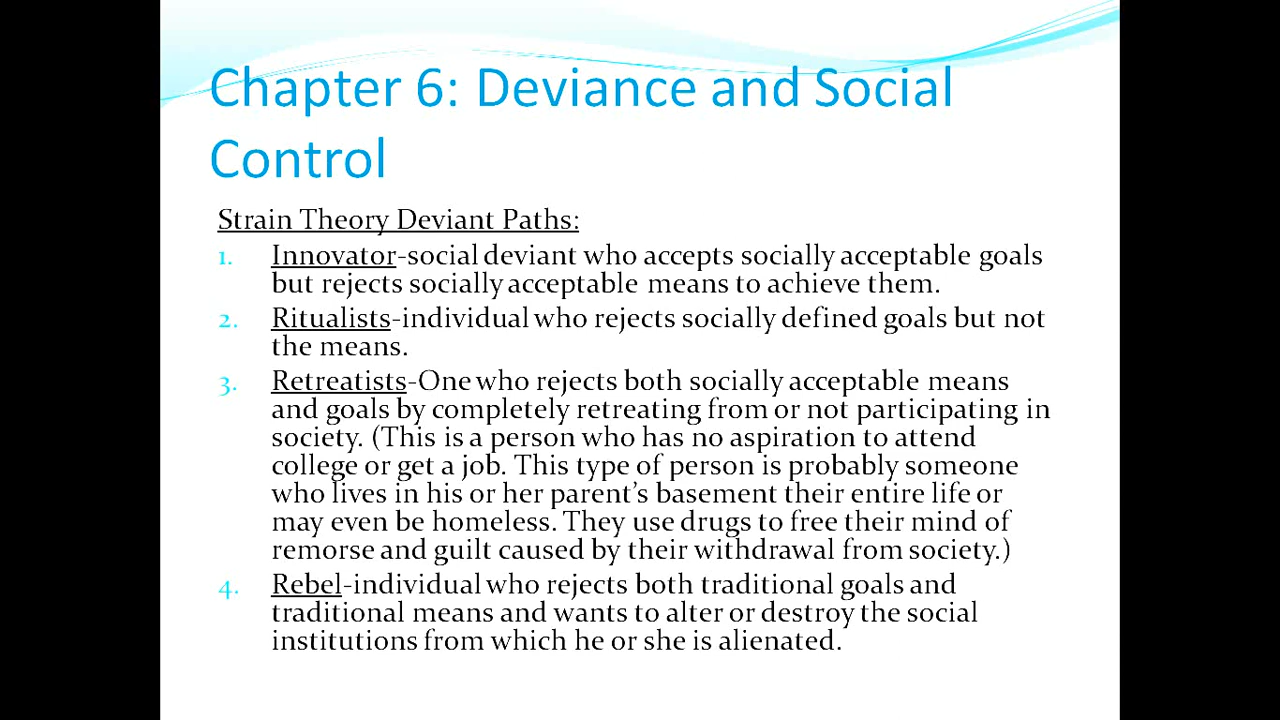 Chapter 6: Deviance and Social
Control
Strain Theory Deviant Paths:
1. Innovator-social deviant who accepts socially acceptable goals
but rejects socially acceptable means to achieve them.
2. Ritualists-individual who rejects socially defined goals but not
the means.
3. Retreatists-One who rejects both socially acceptable means
and goals by completely retreating from or not participating in
society. (This is a person who has no aspiration to attend
college or get a job. This type of person is probably someone
who lives in his or her parent’s basement their entire life or
may even be homeless. They use drugs to free their mind of
remorse and guilt caused by their withdrawal from society.)
4. Rebel-individual who rejects both traditional goals and
traditional means and wants to alter or destroy the social
institutions from which he or she is alienated.